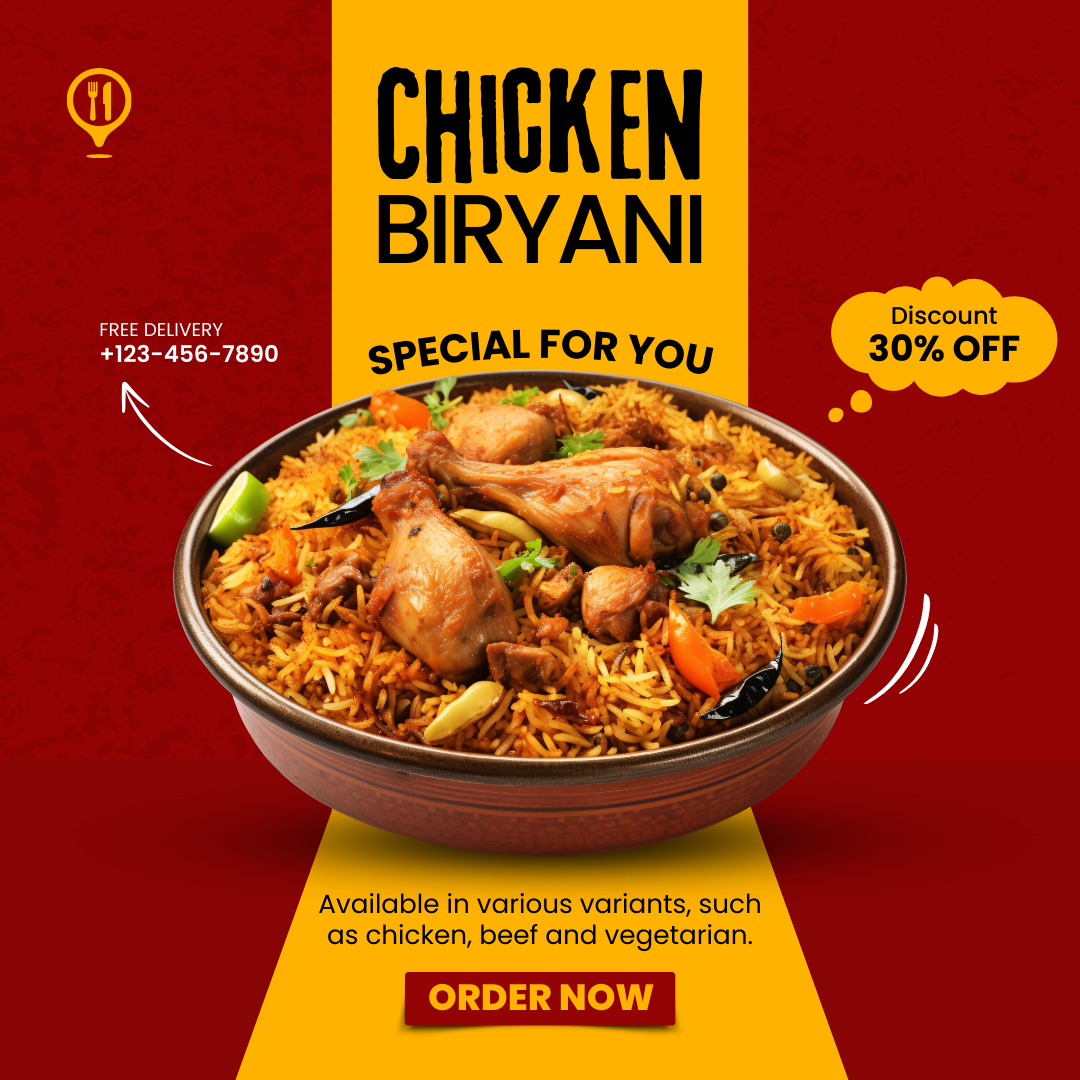 CHICKEN
BIRYANI
SPECIAL FOR YOU
FREE DELIVERY
+123-456-7890
Discount
30% OFF
Available in various variants, such
as chicken, beef and vegetarian.
ORDER NOW